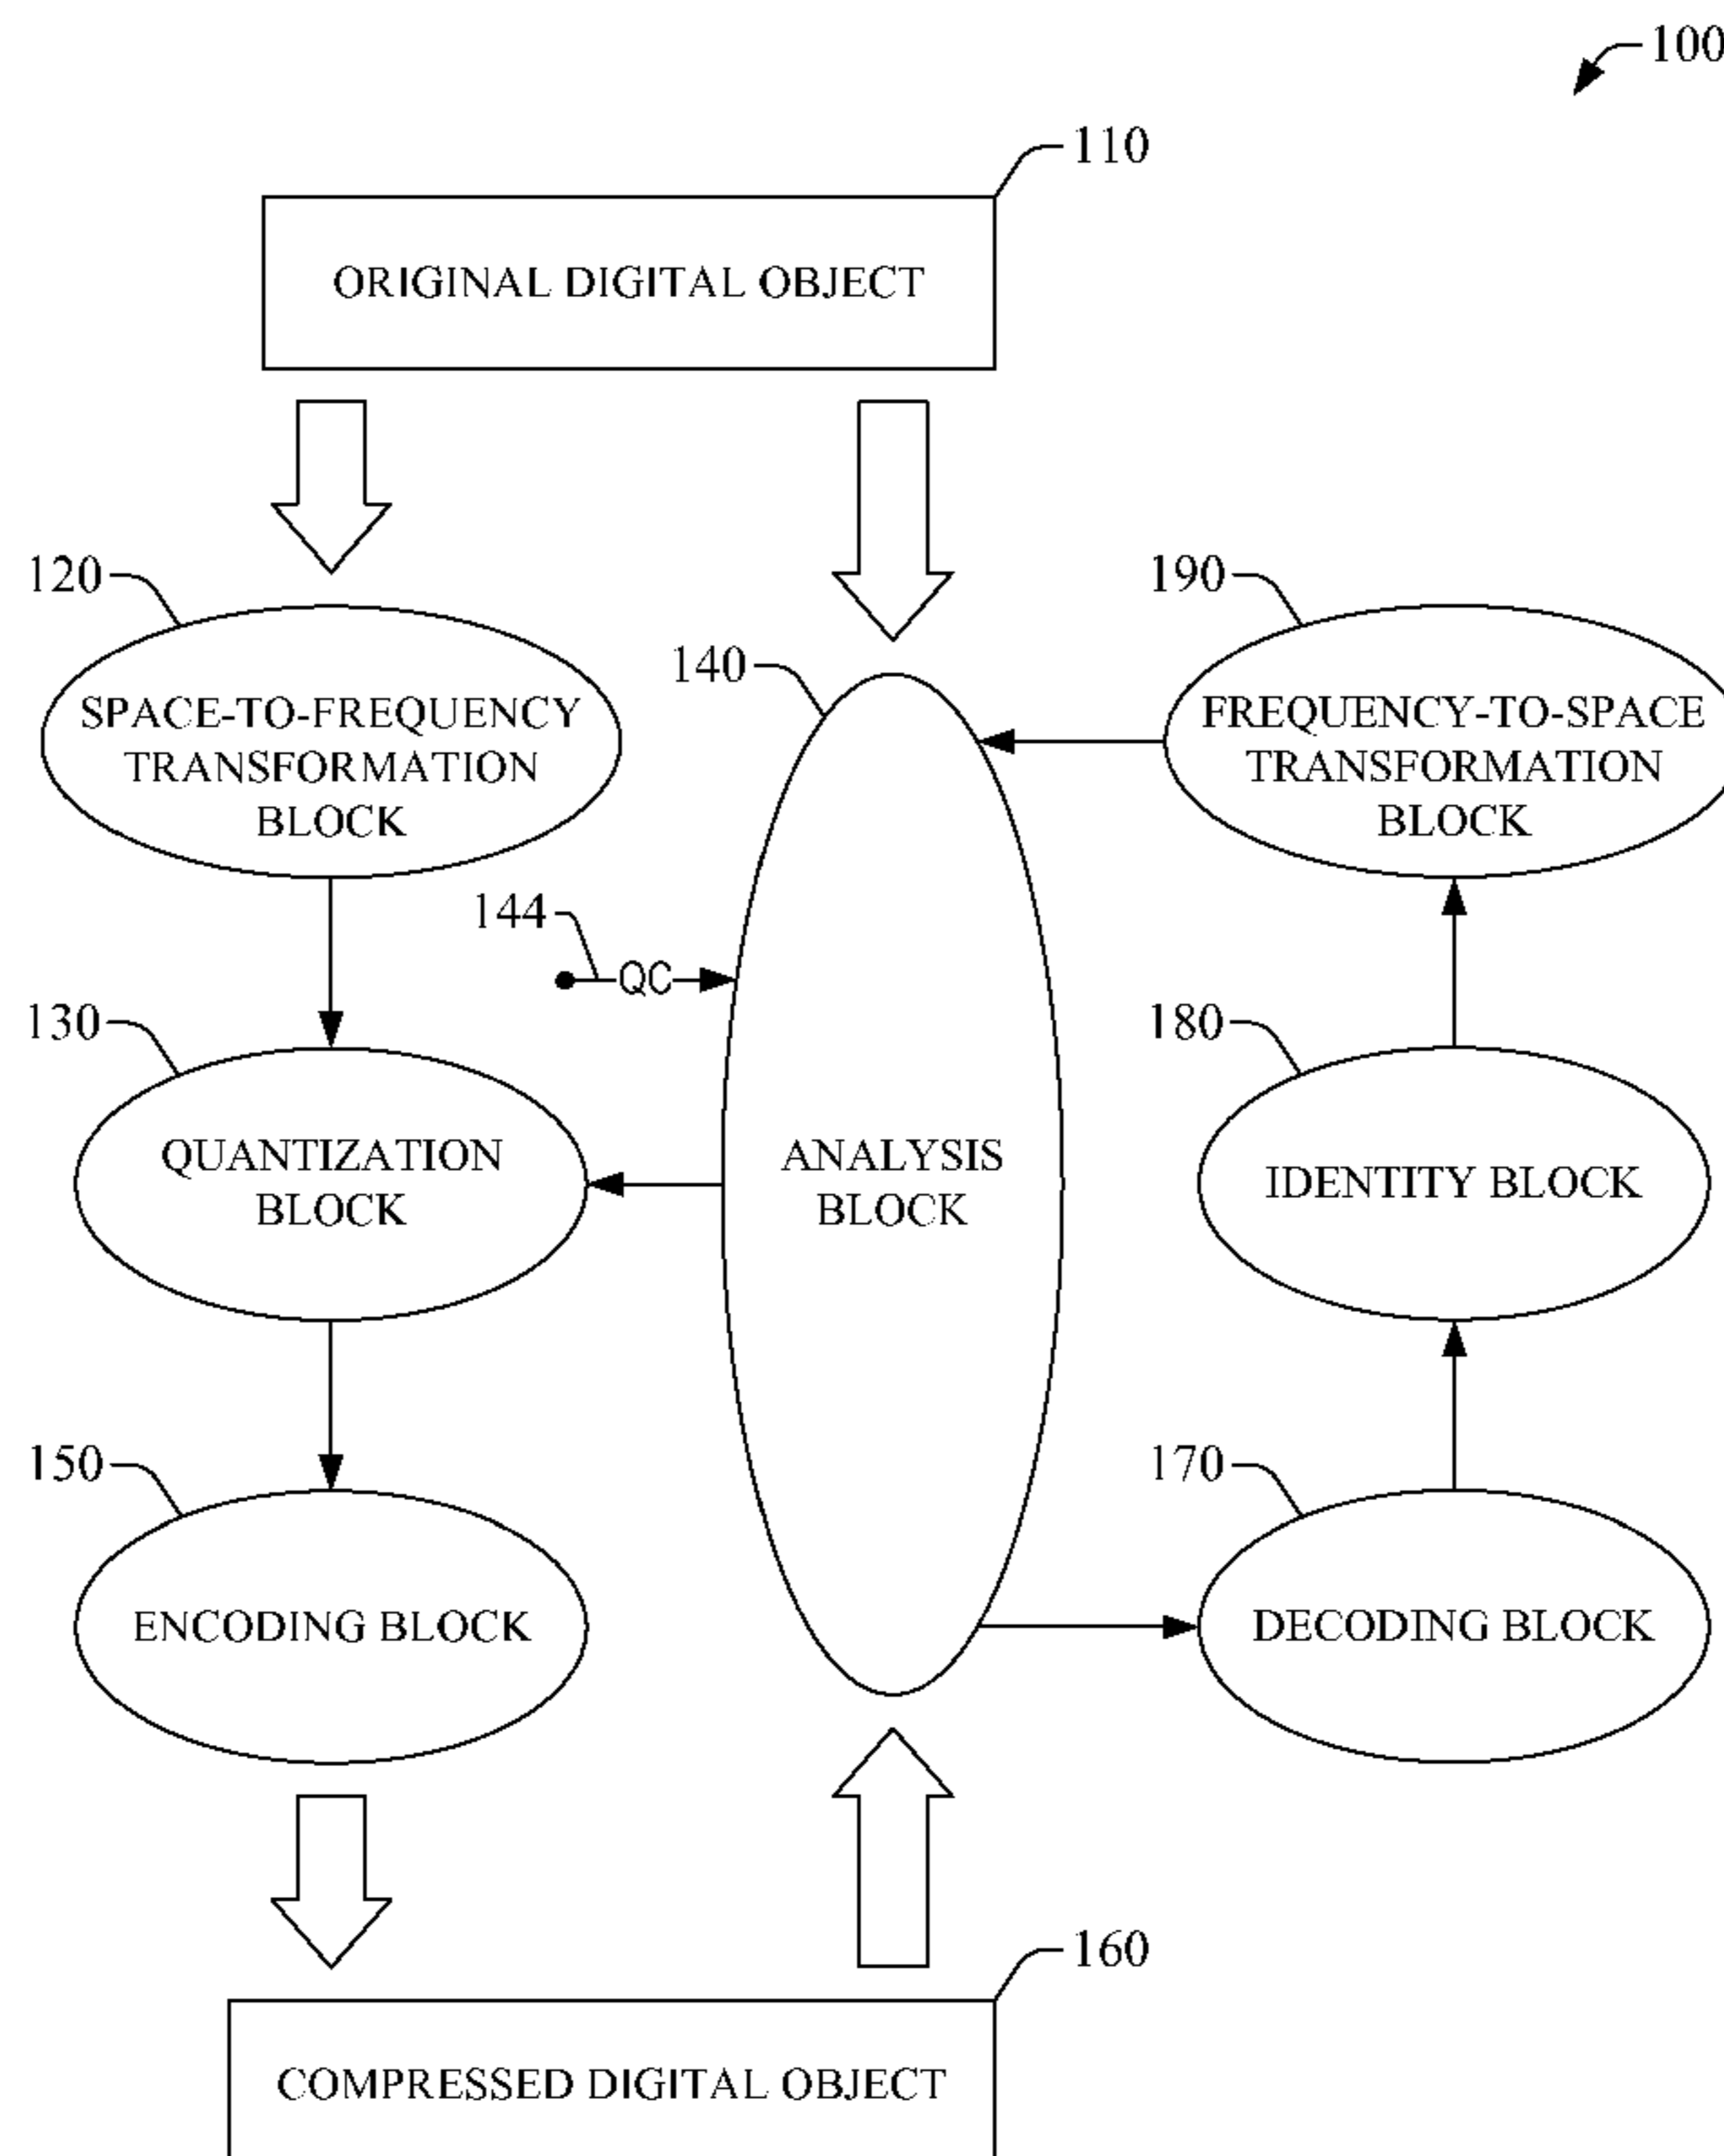 100
110
ORIGINAL DIGITAL OBJECT
120
SPACE-TO-FREQUENCY
TRANSFORMATION
BLOCK
140
190
FREQUENCY-TO-SPACE
TRANSFORMATION
BLOCK
144
QC
130
QUANTIZATION
BLOCK
ANALYSIS
BLOCK
180
IDENTITY BLOCK
150
ENCODING BLOCK
170
DECODING BLOCK
160
COMPRESSED DIGITAL OBJECT